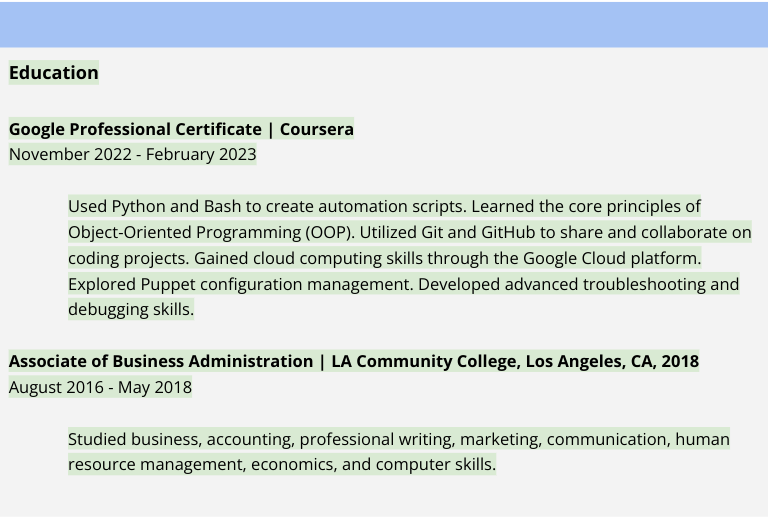 Education
Google Professional Certificate | Coursera
November 2022 - February 2023
Used Python and Bash to create automation scripts. Learned the core principles of
Object-Oriented Programming (OOP). Utilized Git and GitHub to share and collaborate on
coding projects. Gained cloud computing skills through the Google Cloud platform.
Explored Puppet configuration management. Developed advanced troubleshooting and
debugging skills.
Associate of Business Administration | LA Community College, Los Angeles, CA, 2018
August 2016 - May 2018
Studied business, accounting, professional writing, marketing, communication, human
resource management, economics, and computer skills.